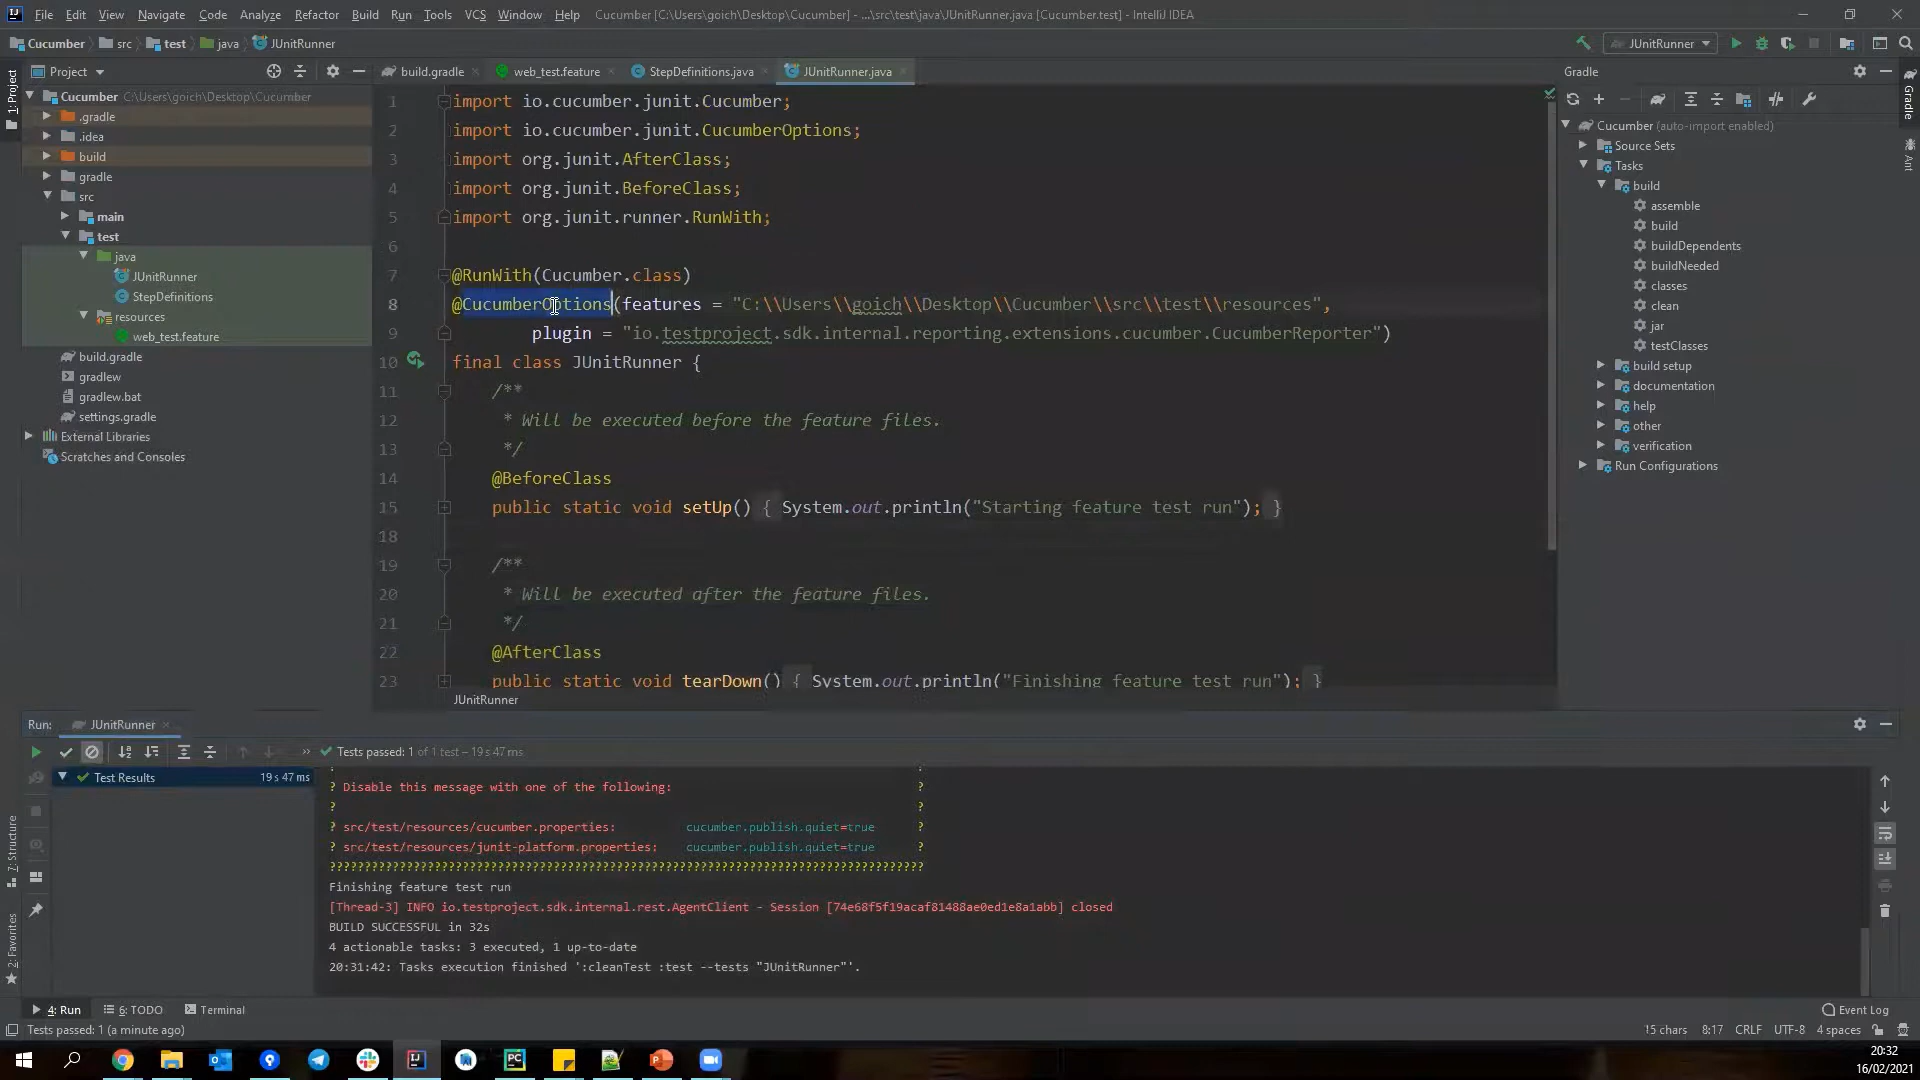 File Edit View Navigate Code Analyze Refactor Build Run Tools VCS Window Help Cucumber [C:\Users\goich\Desktop\Cucumber] - ...\src\test\java\JUnitRunner.java [Cucumber.test] - IntelliJ IDEA
Cucumber src test java JUnitRunner JUnitRunner
Project
build.gradle web_test.feature StepDefinitions.java JUnitRunner.java
Gradle
1: Project
Cucumber C:\Users\goich\Desktop\Cucumber
.gradle
.idea
build
gradle
src
main
test
java
JUnitRunner
StepDefinitions
resources
web_test.feature
build.gradle
gradlew
gradlew.bat
settings.gradle
External Libraries
Scratches and Consoles
1 import io.cucumber.junit.Cucumber;
2 import io.cucumber.junit.CucumberOptions;
3 import org.junit.AfterClass;
4 import org.junit.BeforeClass;
5 import org.junit.runner.RunWith;
6
7 @RunWith(Cucumber.class)
8 @CucumberOptions(features = "C:\\Users\\goich\\Desktop\\Cucumber\\src\\test\\resources",
9 plugin = "io.testproject.sdk.internal.reporting.extensions.cucumber.CucumberReporter")
10 final class JUnitRunner {
11 /**
12 * Will be executed before the feature files.
13 */
14 @BeforeClass
15 public static void setUp() { System.out.println("Starting feature test run"); }
18
19 /**
20 * Will be executed after the feature files.
21 */
22 @AfterClass
23 public static void tearDown() { System.out.println("Finishing feature test run"); }
JUnitRunner
Cucumber (auto-import enabled)
Source Sets
Tasks
build
assemble
build
buildDependents
buildNeeded
classes
clean
jar
testClasses
build setup
documentation
help
other
verification
Run Configurations
Gradle
Ant
Run: JUnitRunner
Tests passed: 1 of 1 test – 19 s 47 ms
Test Results 19 s 47 ms
? Disable this message with one of the following: ?
? ?
? src/test/resources/cucumber.properties: cucumber.publish.quiet=true ?
? src/test/resources/junit-platform.properties: cucumber.publish.quiet=true ?
Finishing feature test run
[Thread-3] INFO io.testproject.sdk.internal.rest.AgentClient - Session [74e68f5f19acaf81488ae0ed1e8a1abb] closed
BUILD SUCCESSFUL in 32s
4 actionable tasks: 3 executed, 1 up-to-date
20:31:42: Tasks execution finished ':cleanTest :test --tests "JUnitRunner"'.
7: Structure
2: Favorites
4: Run 6: TODO Terminal Event Log
Tests passed: 1 (a minute ago) 15 chars 8:17 CRLF UTF-8 4 spaces
20:32
16/02/2021